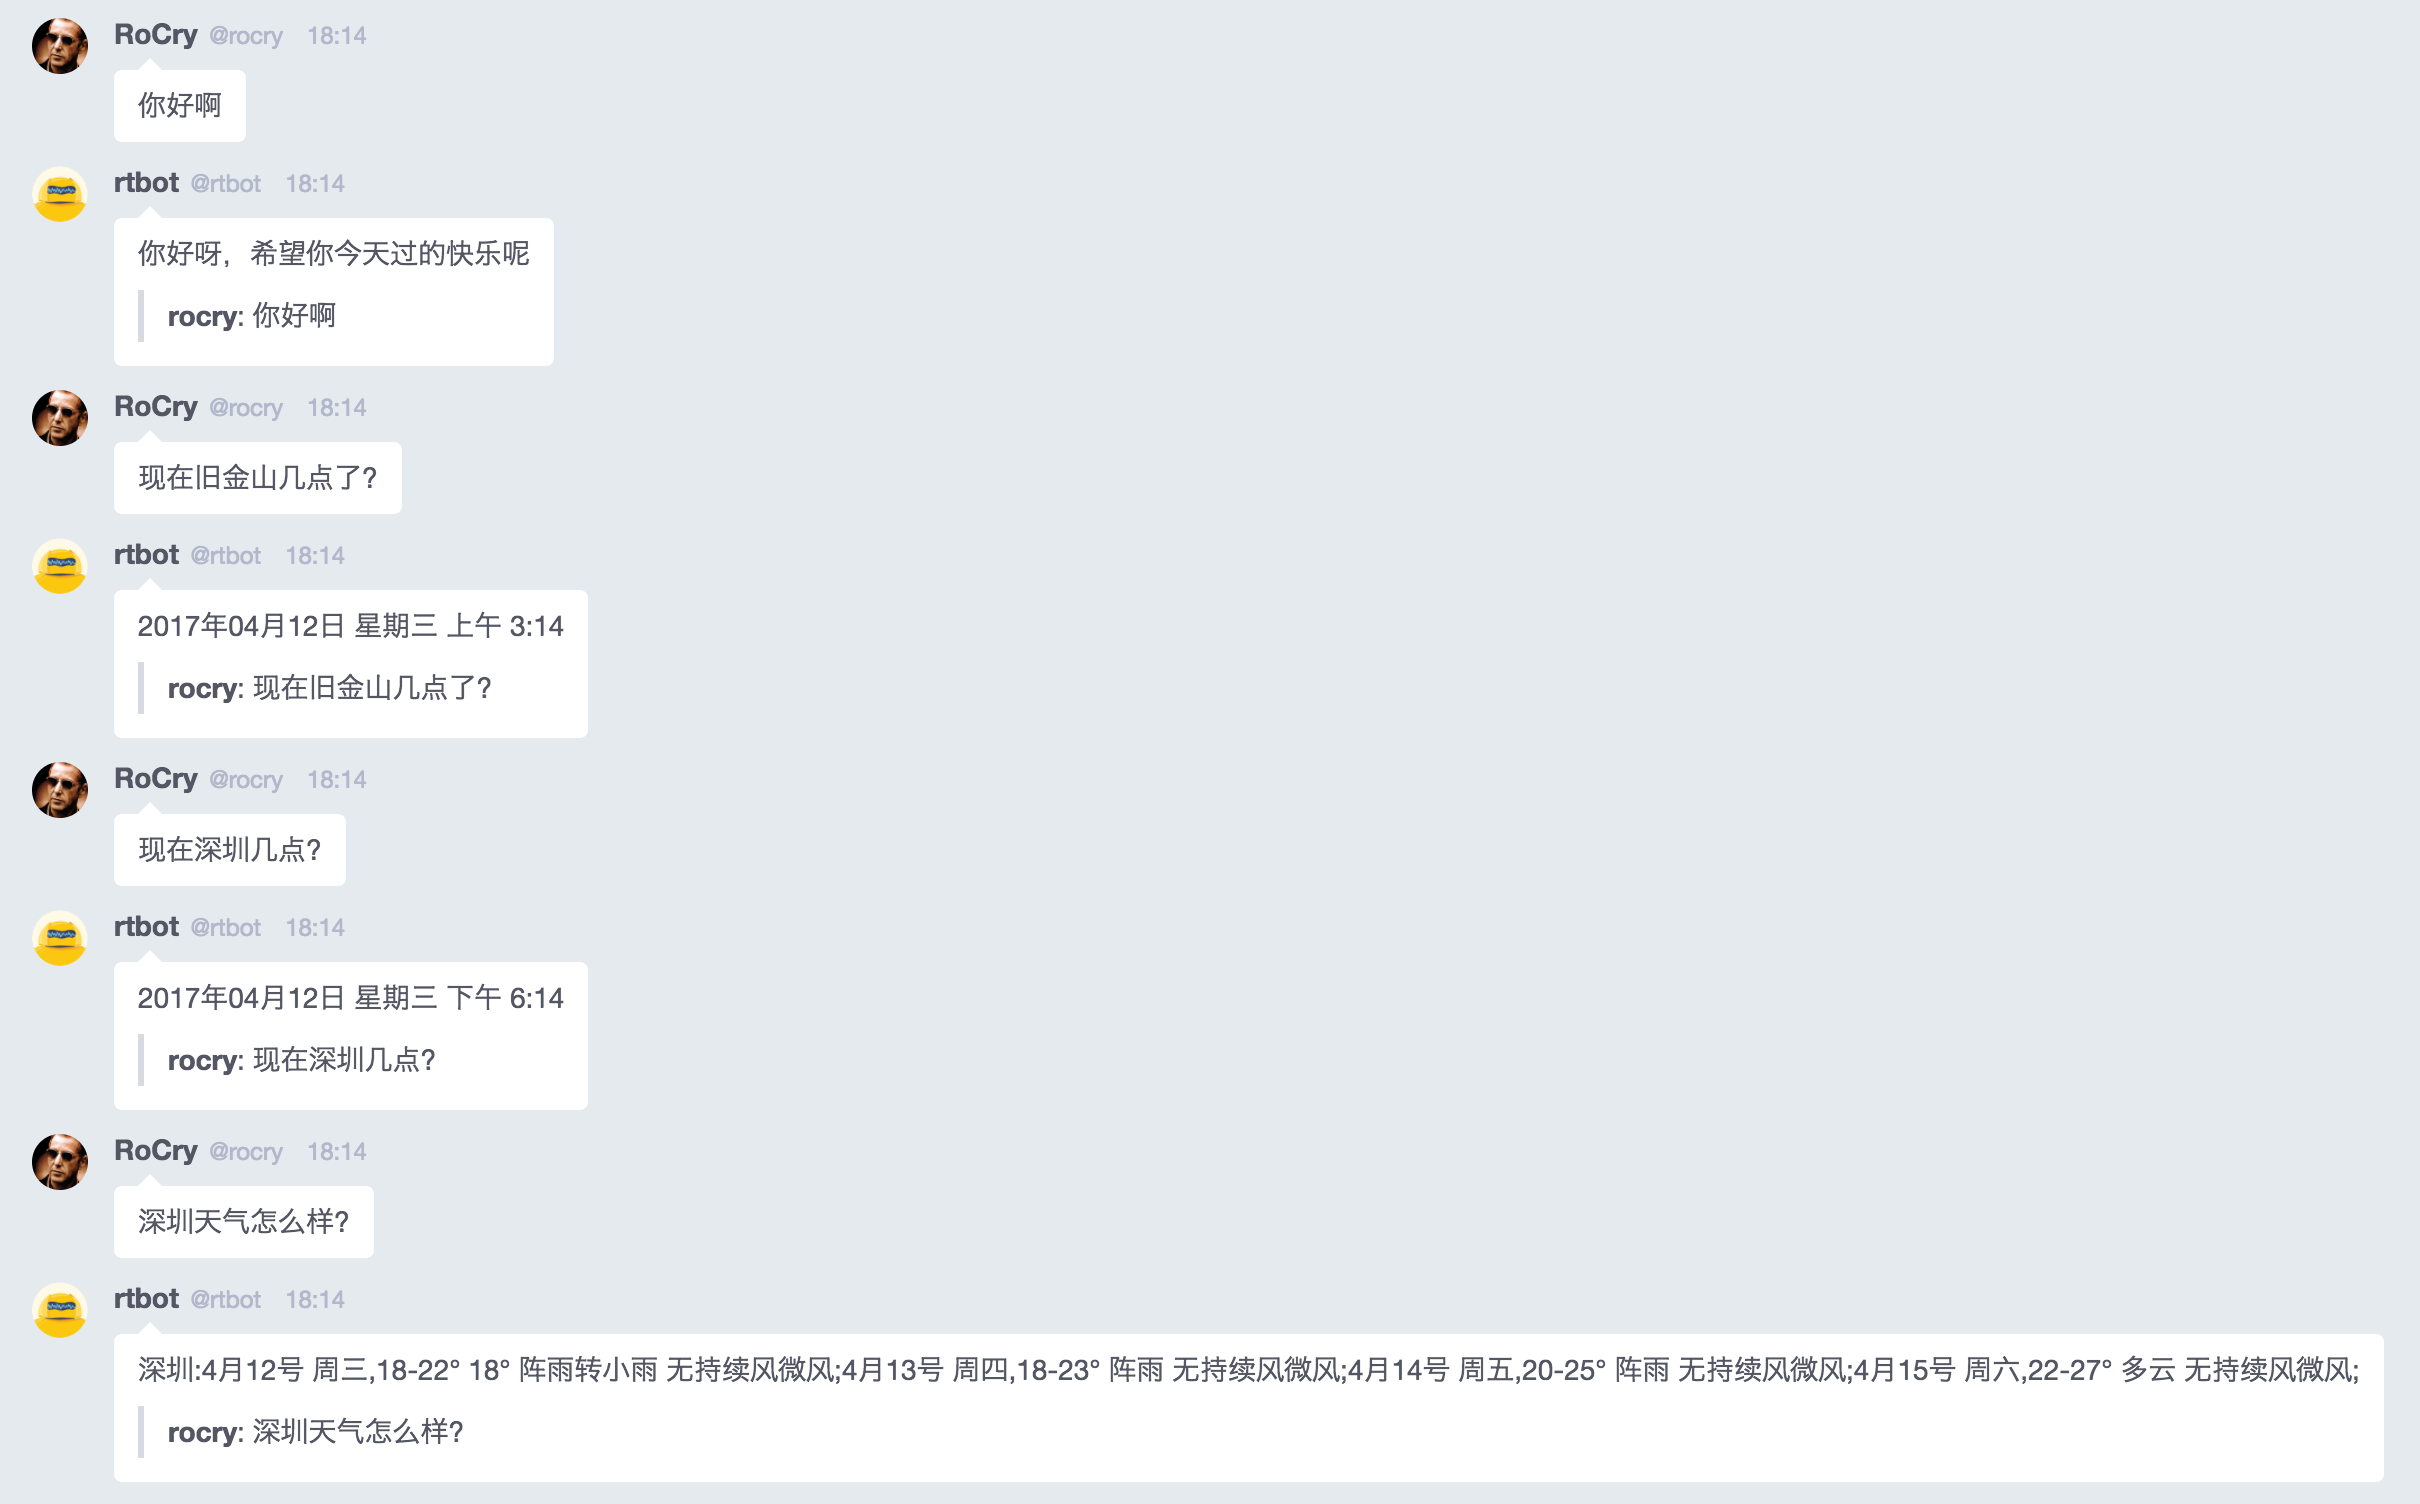 RoCry @rocry 18:14
你好啊
rtbot @rtbot 18:14
你好呀，希望你今天过的快乐呢
rocry: 你好啊
RoCry @rocry 18:14
现在旧金山几点了?
rtbot @rtbot 18:14
2017年04月12日 星期三 上午 3:14
rocry: 现在旧金山几点了?
RoCry @rocry 18:14
现在深圳几点?
rtbot @rtbot 18:14
2017年04月12日 星期三 下午 6:14
rocry: 现在深圳几点?
RoCry @rocry 18:14
深圳天气怎么样?
rtbot @rtbot 18:14
深圳:4月12号 周三,18-22° 18° 阵雨转小雨 无持续风微风;4月13号 周四,18-23° 阵雨 无持续风微风;4月14号 周五,20-25° 阵雨 无持续风微风;4月15号 周六,22-27° 多云 无持续风微风;
rocry: 深圳天气怎么样?